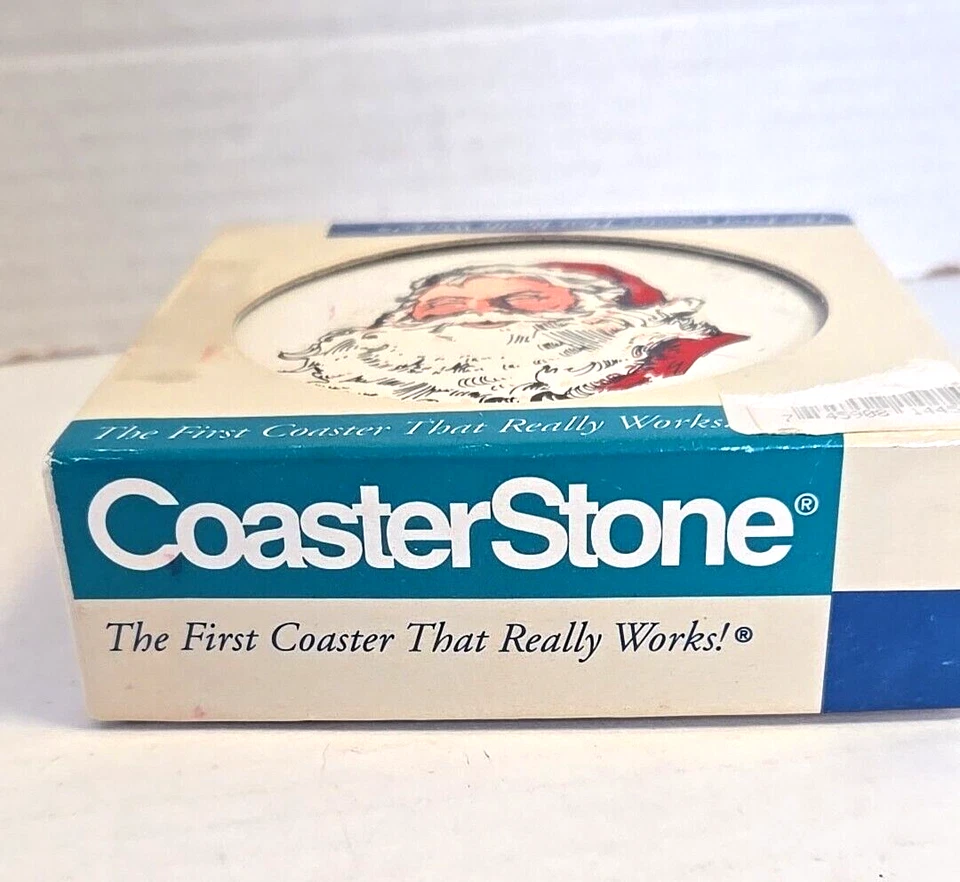 The First Coaster That Really Works!
CoasterStone®
The First Coaster That Really Works!®